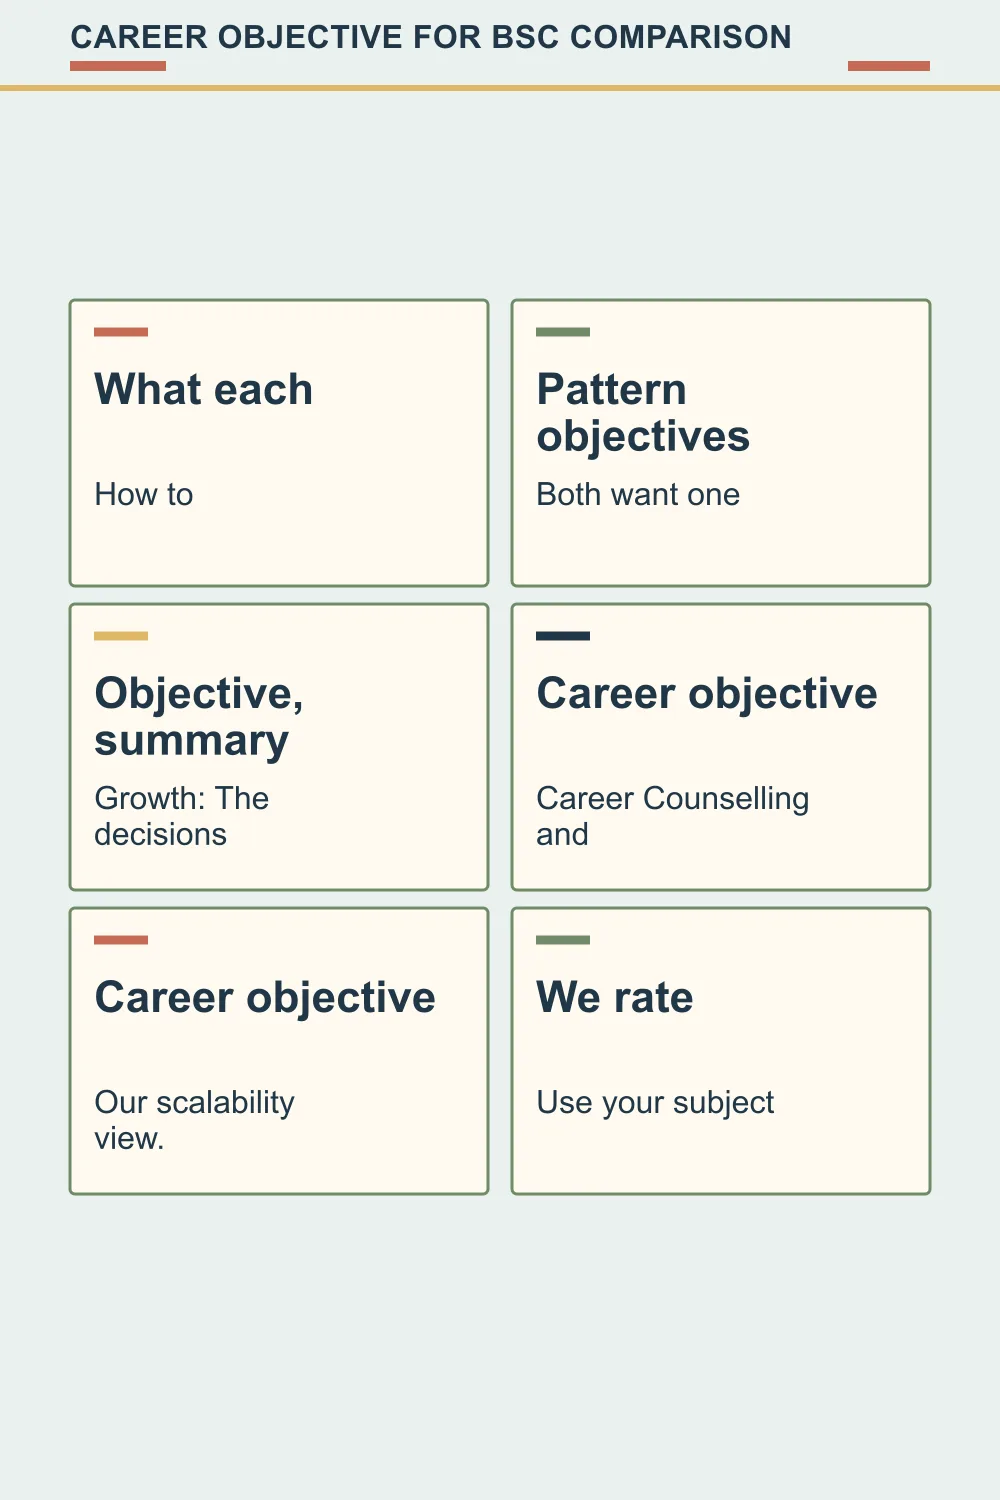 CAREER OBJECTIVE FOR BSC COMPARISON
What each
How to
Pattern
objectives
Both want one
Objective,
summary
Growth: The
decisions
Career objective
Career Counselling
and
Career objective
Our scalability
view.
We rate
Use your subject